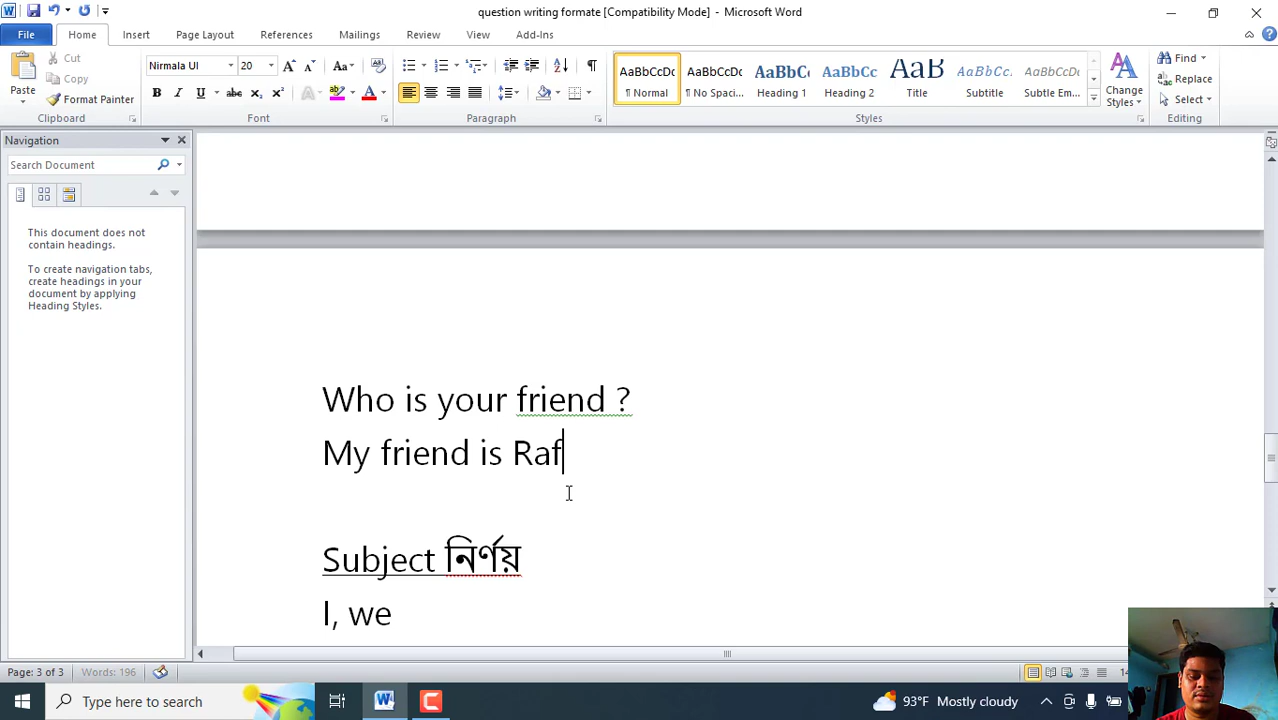 question writing formate [Compatibility Mode] - Microsoft Word
File Home Insert Page Layout References Mailings Review View Add-Ins
Paste Cut Copy Format Painter
Clipboard
Nirmala UI 20
Font
Paragraph
AaBbCcDc AaBbCcDc AaBbC AaBbCc AaB AaBbCc. AaBbCcDc
¶ Normal ¶ No Spaci... Heading 1 Heading 2 Title Subtitle Subtle Em...
Change Styles
Styles
Find Replace Select
Editing
Navigation
Search Document
This document does not
contain headings.
To create navigation tabs,
create headings in your
document by applying
Heading Styles.
Who is your friend ?
My friend is Raf
Subject নির্ণয়
I, we
Page: 3 of 3 Words: 196
Type here to search
93°F Mostly cloudy